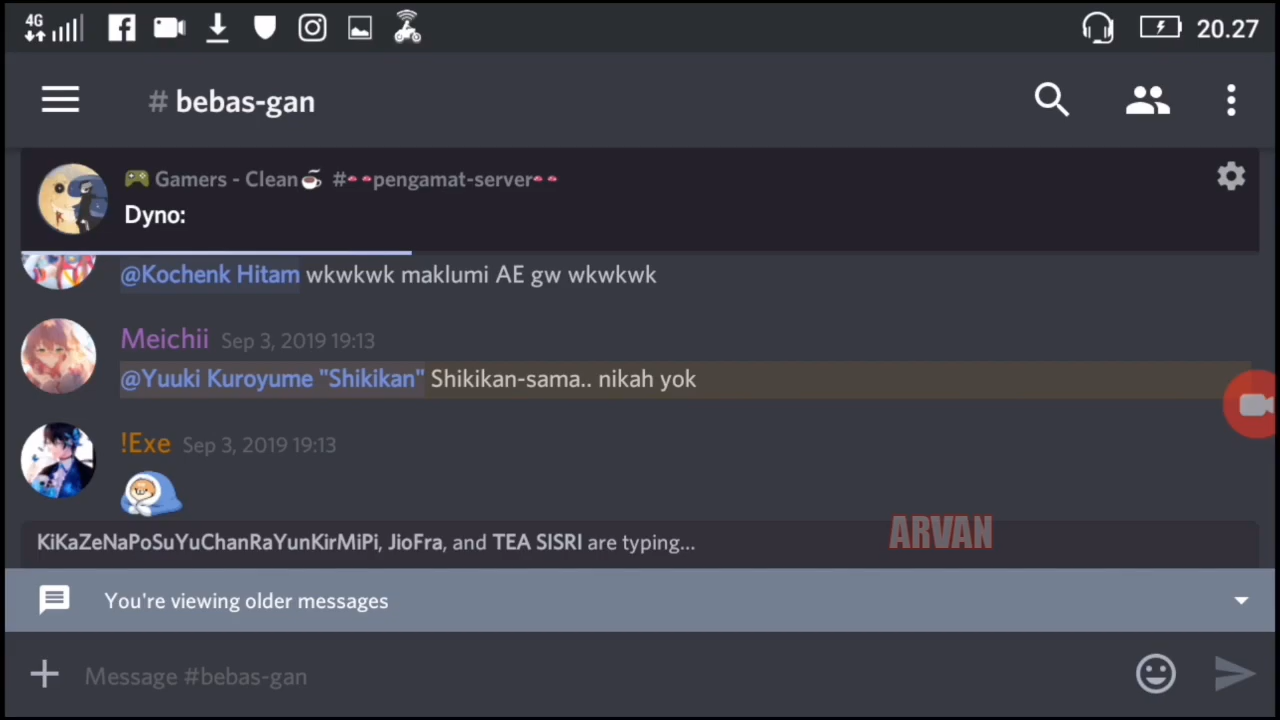 4G 20.27
# bebas-gan
🎮 Gamers - Clean☕ #👄👄pengamat-server👄👄
Dyno:
@Kochenk Hitam wkwkwk maklumi AE gw wkwkwk
Meichii Sep 3, 2019 19:13
@Yuuki Kuroyume "Shikikan" Shikikan-sama.. nikah yok
!Exe Sep 3, 2019 19:13
ARVAN
KiKaZeNaPoSuYuChanRaYunKirMiPi, JioFra, and TEA SISRI are typing...
You're viewing older messages
Message #bebas-gan